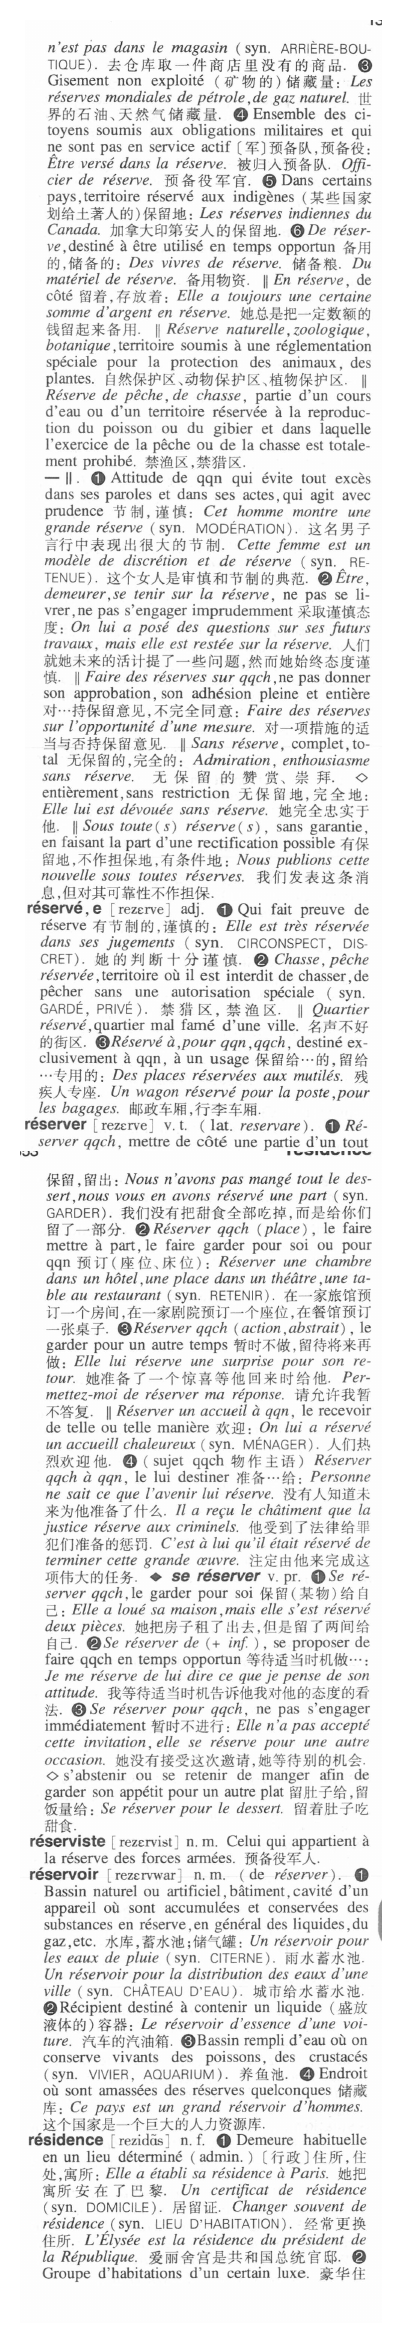 n'est pas dans le magasin (syn. ARRIÈRE-BOU-
TIQUE). 去仓库取一件商店里没有的商品. ❸
Gisement non exploité (矿物的)储藏量: Les
réserves mondiales de pétrole,de gaz naturel. 世
界的石油、天然气储藏量. ❹ Ensemble des ci-
toyens soumis aux obligations militaires et qui
ne sont pas en service actif 〔军〕预备队,预备役:
Être versé dans la réserve. 被归入预备队. Offi-
cier de réserve. 预备役军官. ❺ Dans certains
pays,territoire réservé aux indigènes (某些国家
划给土著人的)保留地: Les réserves indiennes du
Canada. 加拿大印第安人的保留地. ❻ De réser-
ve,destiné à être utilisé en temps opportun 备用
的,储备的: Des vivres de réserve. 储备粮. Du
matériel de réserve. 备用物资. ‖ En réserve, de
côté 留着,存放着: Elle a toujours une certaine
somme d'argent en réserve. 她总是把一定数额的
钱留起来备用. ‖ Réserve naturelle,zoologique,
botanique,territoire soumis à une réglementation
spéciale pour la protection des animaux, des
plantes. 自然保护区、动物保护区、植物保护区. ‖
Réserve de pêche, de chasse, partie d'un cours
d'eau ou d'un territoire réservée à la reproduc-
tion du poisson ou du gibier et dans laquelle
l'exercice de la pêche ou de la chasse est totale-
ment prohibé. 禁渔区,禁猎区.
— II. ❶ Attitude de qqn qui évite tout excès
dans ses paroles et dans ses actes,qui agit avec
prudence 节制,谨慎: Cet homme montre une
grande réserve (syn. MODÉRATION). 这名男子
言行中表现出很大的节制. Cette femme est un
modèle de discrétion et de réserve (syn. RE-
TENUE). 这个女人是审慎和节制的典范. ❷ Être,
demeurer,se tenir sur la réserve, ne pas se li-
vrer,ne pas s'engager imprudemment 采取谨慎态
度: On lui a posé des questions sur ses futurs
travaux, mais elle est restée sur la réserve. 人们
就她未来的活计提了一些问题,然而她始终态度谨
慎. ‖ Faire des réserves sur qqch,ne pas donner
son approbation, son adhésion pleine et entière
对…持保留意见,不完全同意: Faire des réserves
sur l'opportunité d'une mesure. 对一项措施的适
当与否持保留意见. ‖ Sans réserve, complet,to-
tal 无保留的,完全的: Admiration, enthousiasme
sans réserve. 无保留的赞赏、崇拜. ◇
entièrement,sans restriction 无保留地,完全地:
Elle lui est dévouée sans réserve. 她完全忠实于
他. ‖ Sous toute(s) réserve(s), sans garantie,
en faisant la part d'une rectification possible 有保
留地,不作担保地,有条件地: Nous publions cette
nouvelle sous toutes réserves. 我们发表这条消
息,但对其可靠性不作担保.
réservé,e [rezɛrve] adj. ❶ Qui fait preuve de
réserve 有节制的,谨慎的: Elle est très réservée
dans ses jugements (syn. CIRCONSPECT, DIS-
CRET). 她的判断十分谨慎. ❷ Chasse, pêche
réservée,territoire où il est interdit de chasser,de
pêcher sans une autorisation spéciale (syn.
GARDÉ, PRIVÉ). 禁猎区,禁渔区. ‖ Quartier
réservé,quartier mal famé d'une ville. 名声不好
的街区. ❸Réservé à,pour qqn,qqch, destiné ex-
clusivement à qqn, à un usage 保留给…的,留给
…专用的: Des places réservées aux mutilés. 残
疾人专座. Un wagon réservé pour la poste,pour
les bagages. 邮政车厢,行李车厢.
réserver [rezɛrve] v.t. (lat. reservare). ❶ Ré-
server qqch, mettre de côté une partie d'un tout
résidence
保留,留出: Nous n'avons pas mangé tout le des-
sert,nous vous en avons réservé une part (syn.
GARDER). 我们没有把甜食全部吃掉,而是给你们
留了一部分. ❷ Réserver qqch (place), le faire
mettre à part,le faire garder pour soi ou pour
qqn 预订(座位、床位): Réserver une chambre
dans un hôtel,une place dans un théâtre,une ta-
ble au restaurant (syn. RETENIR). 在一家旅馆预
订一个房间,在一家剧院预订一个座位,在餐馆预订
一张桌子. ❸Réserver qqch (action,abstrait), le
garder pour un autre temps 暂时不做,留待将来再
做: Elle lui réserve une surprise pour son re-
tour. 她准备了一个惊喜等他回来时给他. Per-
mettez-moi de réserver ma réponse. 请允许我暂
不答复. ‖ Réserver un accueil à qqn, le recevoir
de telle ou telle manière 欢迎: On lui a réservé
un accueill chaleureux (syn. MÉNAGER). 人们热
烈欢迎他. ❹ (sujet qqch 物作主语) Réserver
qqch à qqn, le lui destiner 准备…给: Personne
ne sait ce que l'avenir lui réserve. 没有人知道未
来为他准备了什么. Il a reçu le châtiment que la
justice réserve aux criminels. 他受到了法律给罪
犯们准备的惩罚. C'est à lui qu'il était réservé de
terminer cette grande œuvre. 注定由他来完成这
项伟大的任务. ◆ se réserver v. pr. ❶Se ré-
server qqch,le garder pour soi 保留(某物)给自
己: Elle a loué sa maison,mais elle s'est réservé
deux pièces. 她把房子租了出去,但是留了两间给
自己. ❷Se réserver de (+ inf.), se proposer de
faire qqch en temps opportun 等待适当时机做…:
Je me réserve de lui dire ce que je pense de son
attitude. 我等待适当时机告诉他我对他的态度的看
法. ❸ Se réserver pour qqch, ne pas s'engager
immédiatement 暂时不进行: Elle n'a pas accepté
cette invitation, elle se réserve pour une autre
occasion. 她没有接受这次邀请,她等待别的机会.
◇ s'abstenir ou se retenir de manger afin de
garder son appétit pour un autre plat 留肚子给,留
饭量给: Se réserver pour le dessert. 留着肚子吃
甜食.
réserviste [rezɛrvist] n. m. Celui qui appartient à
la réserve des forces armées. 预备役军人.
réservoir [rezɛrvwar] n. m. (de réserver). ❶
Bassin naturel ou artificiel,bâtiment,cavité d'un
appareil où sont accumulées et conservées des
substances en réserve,en général des liquides,du
gaz,etc. 水库,蓄水池;储气罐: Un réservoir pour
les eaux de pluie (syn. CITERNE). 雨水蓄水池.
Un réservoir pour la distribution des eaux d'une
ville (syn. CHÂTEAU D'EAU). 城市给水蓄水池.
❷Récipient destiné à contenir un liquide (盛放
液体的)容器: Le réservoir d'essence d'une voi-
ture. 汽车的汽油箱. ❸Bassin rempli d'eau où on
conserve vivants des poissons, des crustacés
(syn. VIVIER, AQUARIUM). 养鱼池. ❹ Endroit
où sont amassées des réserves quelconques 储藏
库: Ce pays est un grand réservoir d'hommes.
这个国家是一个巨大的人力资源库.
résidence [rezidɑ̃s] n. f. ❶ Demeure habituelle
en un lieu déterminé (admin.) 〔行政〕住所,住
处,寓所: Elle a établi sa résidence à Paris. 她把
寓所安在了巴黎. Un certificat de résidence
(syn. DOMICILE). 居留证. Changer souvent de
résidence (syn. LIEU D'HABITATION). 经常更换
住所. L'Élysée est la résidence du président de
la République. 爱丽舍宫是共和国总统官邸. ❷
Groupe d'habitations d'un certain luxe. 豪华住